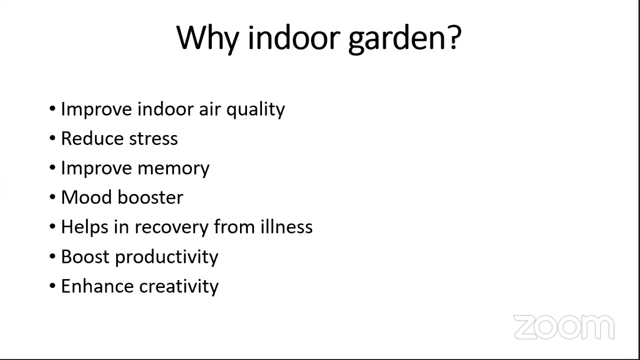 Why indoor garden?
• Improve indoor air quality
• Reduce stress
• Improve memory
• Mood booster
• Helps in recovery from illness
• Boost productivity
• Enhance creativity
zoom